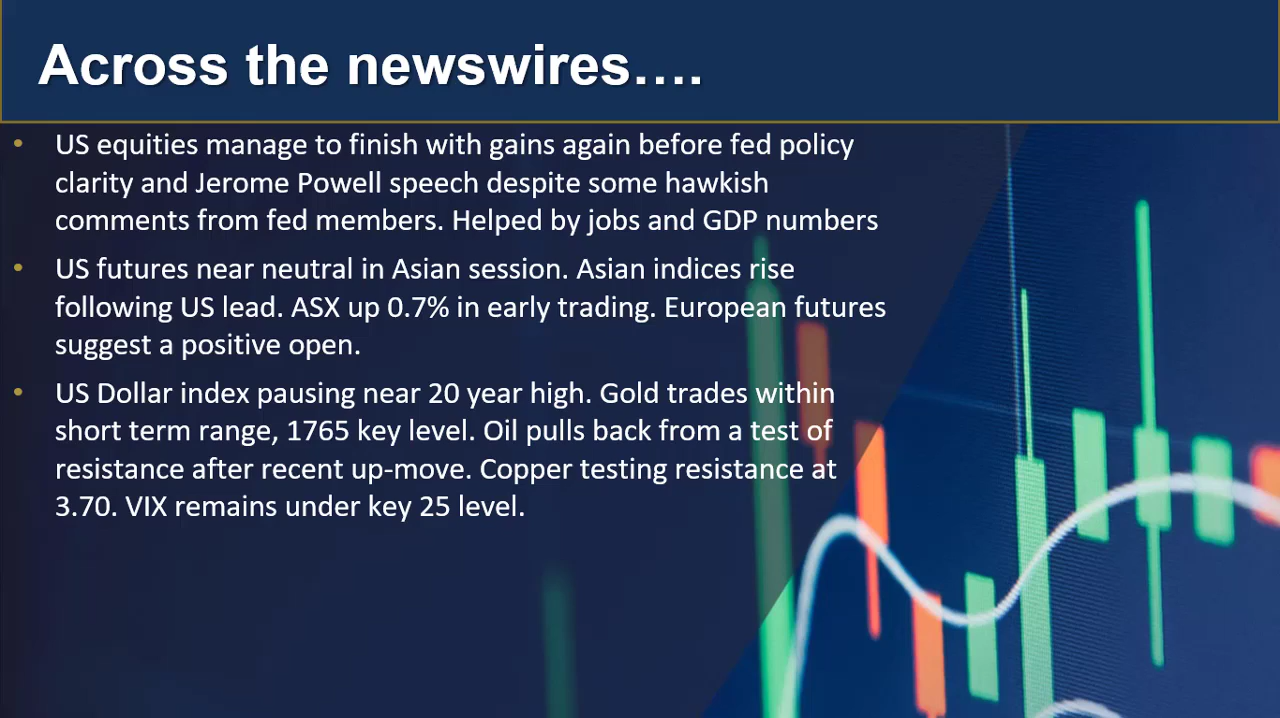 Across the newswires….
• US equities manage to finish with gains again before fed policy
clarity and Jerome Powell speech despite some hawkish
comments from fed members. Helped by jobs and GDP numbers
• US futures near neutral in Asian session. Asian indices rise
following US lead. ASX up 0.7% in early trading. European futures
suggest a positive open.
• US Dollar index pausing near 20 year high. Gold trades within
short term range, 1765 key level. Oil pulls back from a test of
resistance after recent up-move. Copper testing resistance at
3.70. VIX remains under key 25 level.